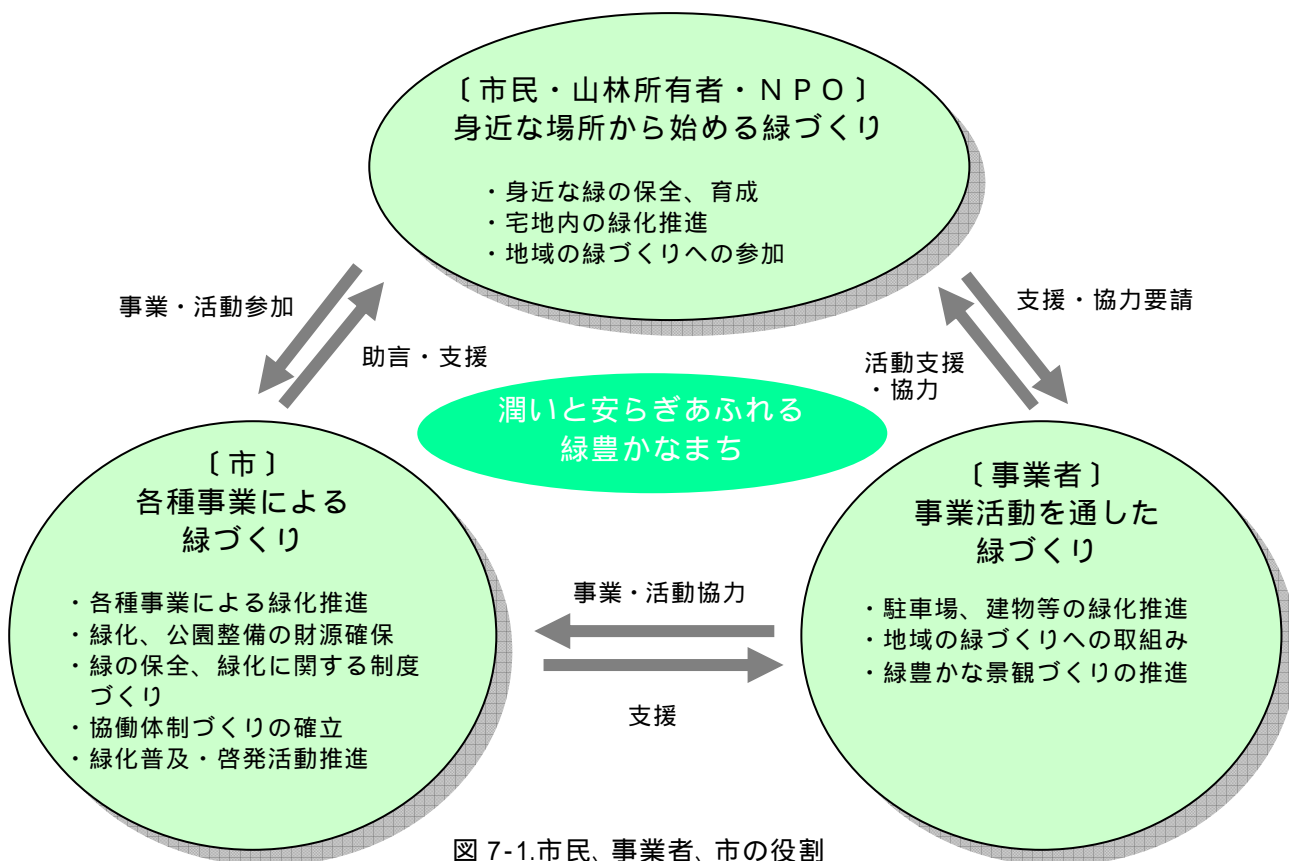 〔市民・山林所有者・ＮＰＯ〕
身近な場所から始める緑づくり
・身近な緑の保全、育成
・宅地内の緑化推進
・地域の緑づくりへの参加
事業・活動参加
助言・支援
支援・協力要請
活動支援
・協力
潤いと安らぎあふれる
緑豊かなまち
〔市〕
各種事業による
緑づくり
・各種事業による緑化推進
・緑化、公園整備の財源確保
・緑の保全、緑化に関する制度
づくり
・協働体制づくりの確立
・緑化普及・啓発活動推進
事業・活動協力
支援
〔事業者〕
事業活動を通した
緑づくり
・駐車場、建物等の緑化推進
・地域の緑づくりへの取組み
・緑豊かな景観づくりの推進
図 7-1.市民、事業者、市の役割